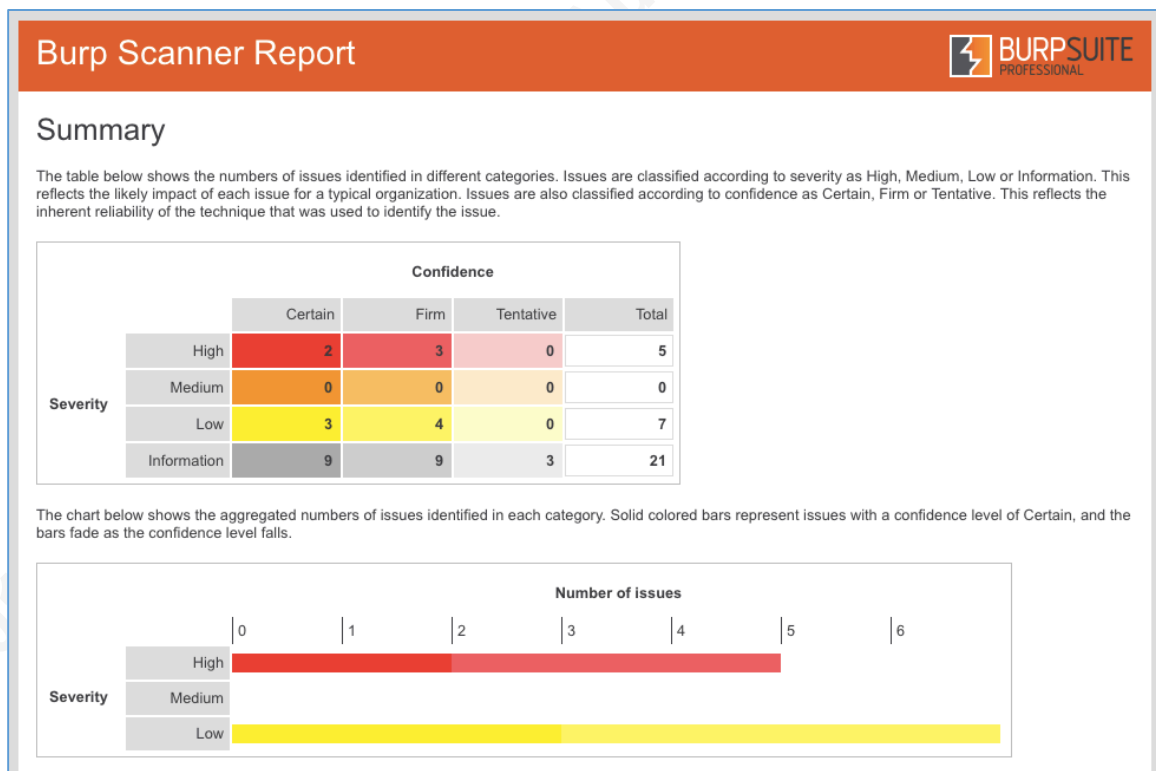 Burp Scanner Report
BURPSUITE
PROFESSIONAL
Summary
The table below shows the numbers of issues identified in different categories. Issues are classified according to severity as High, Medium, Low or Information. This
reflects the likely impact of each issue for a typical organization. Issues are also classified according to confidence as Certain, Firm or Tentative. This reflects the
inherent reliability of the technique that was used to identify the issue.
Confidence
Certain Firm Tentative Total
High 2 3 0 5
Medium 0 0 0 0
Severity
Low 3 4 0 7
Information 9 9 3 21
The chart below shows the aggregated numbers of issues identified in each category. Solid colored bars represent issues with a confidence level of Certain, and the
bars fade as the confidence level falls.
Number of issues
0 1 2 3 4 5 6
High
Severity Medium
Low